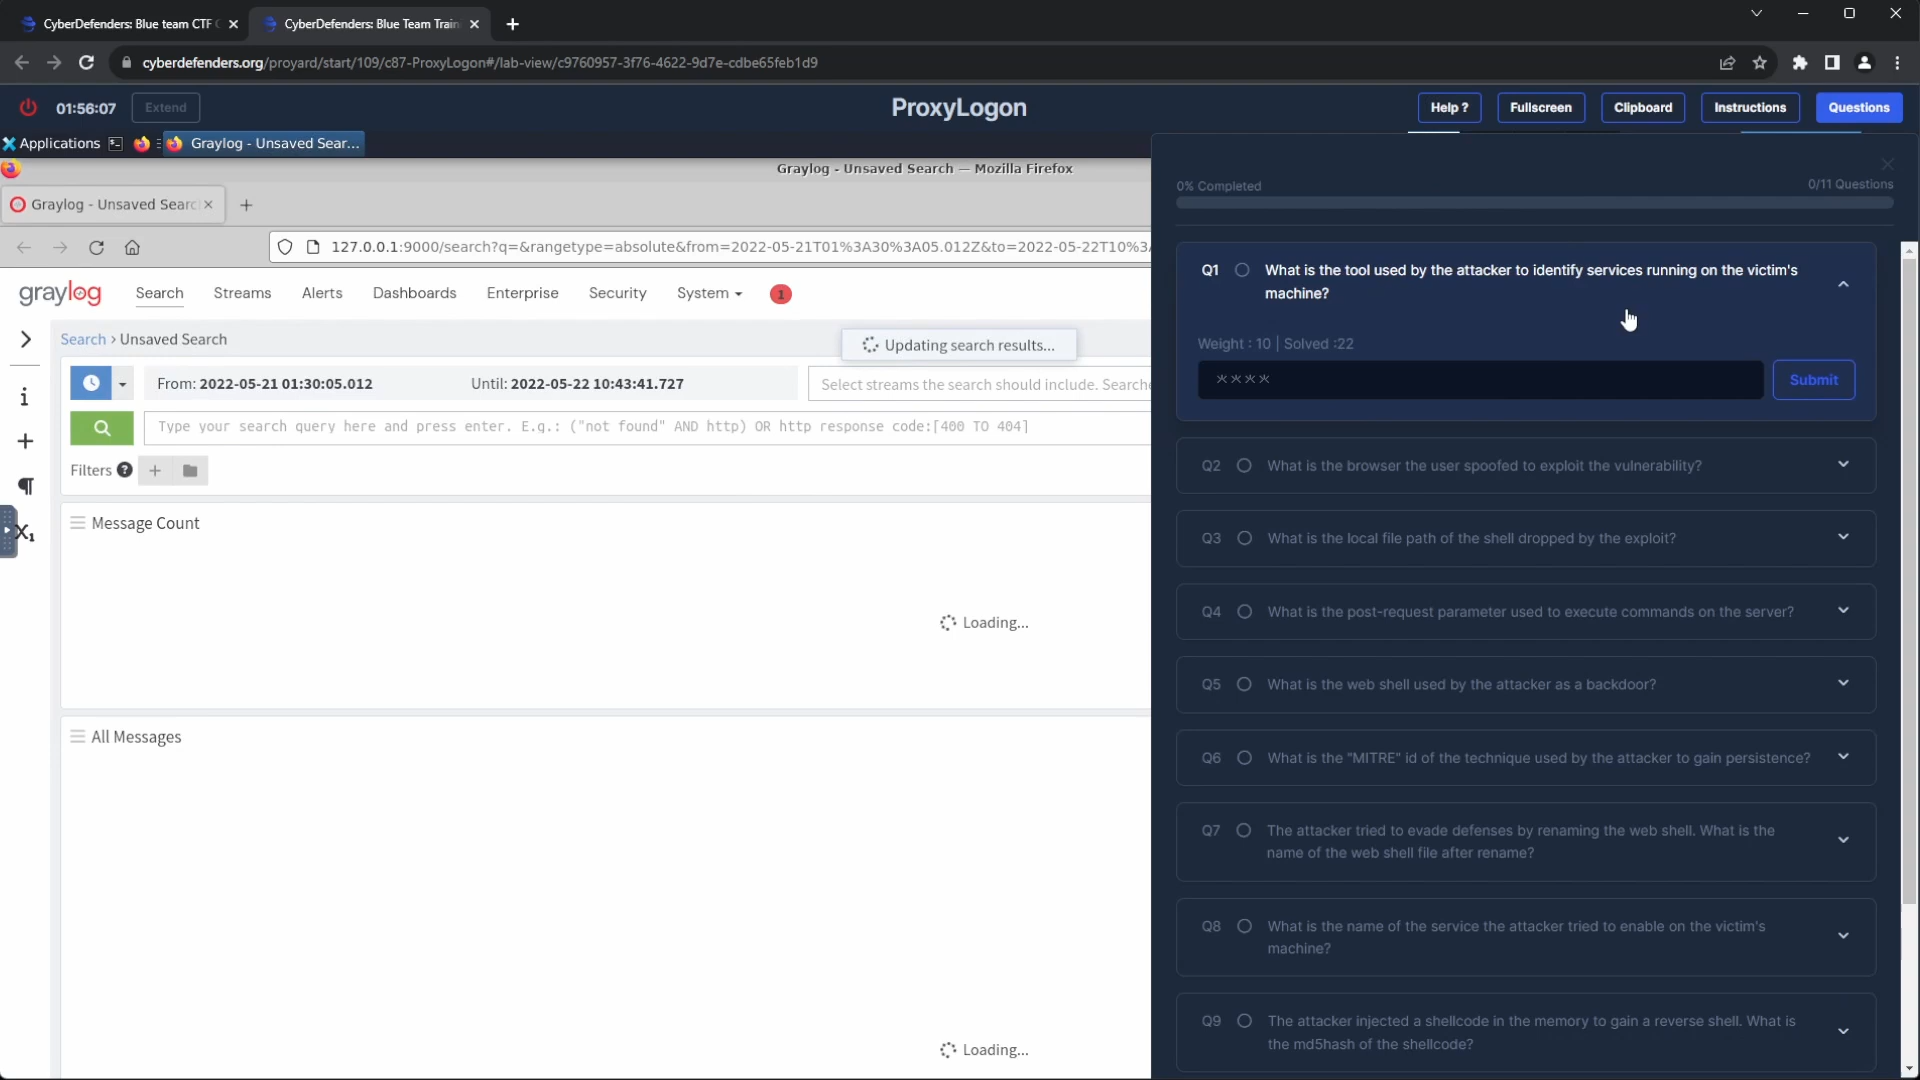 CyberDefenders: Blue team CTF C
CyberDefenders: Blue Team Train
cyberdefenders.org/proyard/start/109/c87-ProxyLogon#/lab-view/c9760957-3f76-4622-9d7e-cdbe65feb1d9
01:56:07
Extend
ProxyLogon
Help ?
Fullscreen
Clipboard
Instructions
Questions
Applications
Graylog - Unsaved Sear...
Graylog - Unsaved Search — Mozilla Firefox
Graylog - Unsaved Searc
127.0.0.1:9000/search?q=&rangetype=absolute&from=2022-05-21T01%3A30%3A05.012Z&to=2022-05-22T10%3
graylog
Search
Streams
Alerts
Dashboards
Enterprise
Security
System
1
Search > Unsaved Search
Updating search results...
From: 2022-05-21 01:30:05.012
Until: 2022-05-22 10:43:41.727
Select streams the search should include. Searche
Type your search query here and press enter. E.g.: ("not found" AND http) OR http response code:[400 TO 404]
Filters ?
Message Count
Loading...
All Messages
Loading...
0% Completed
0/11 Questions
Q1 What is the tool used by the attacker to identify services running on the victim's
machine?
Weight : 10 | Solved :22
****
Submit
Q2 What is the browser the user spoofed to exploit the vulnerability?
Q3 What is the local file path of the shell dropped by the exploit?
Q4 What is the post-request parameter used to execute commands on the server?
Q5 What is the web shell used by the attacker as a backdoor?
Q6 What is the "MITRE" id of the technique used by the attacker to gain persistence?
Q7 The attacker tried to evade defenses by renaming the web shell. What is the
name of the web shell file after rename?
Q8 What is the name of the service the attacker tried to enable on the victim's
machine?
Q9 The attacker injected a shellcode in the memory to gain a reverse shell. What is
the md5hash of the shellcode?